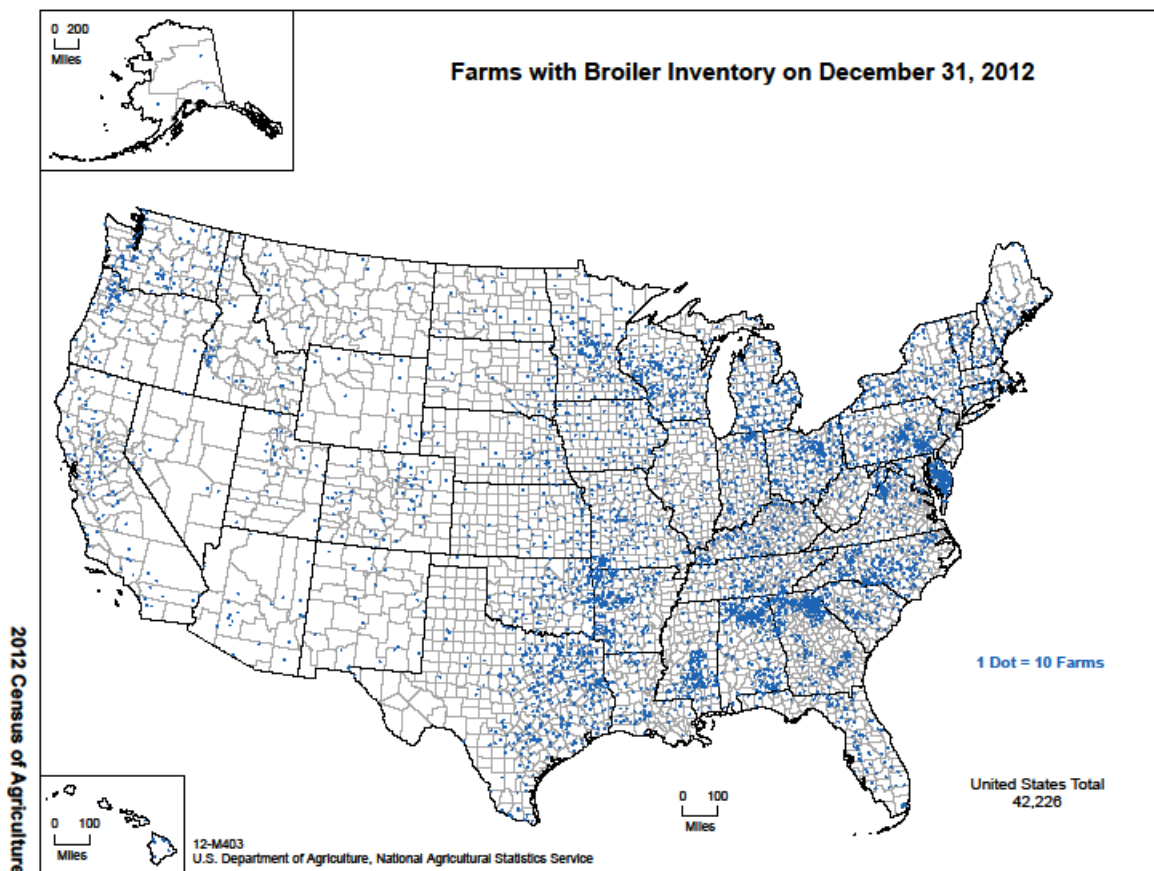 0 200
Miles
Farms with Broiler Inventory on December 31, 2012
1 Dot = 10 Farms
United States Total
42,226
0 100
Miles
0 100
Miles
12-M403
U.S. Department of Agriculture, National Agricultural Statistics Service
2012 Census of Agriculture